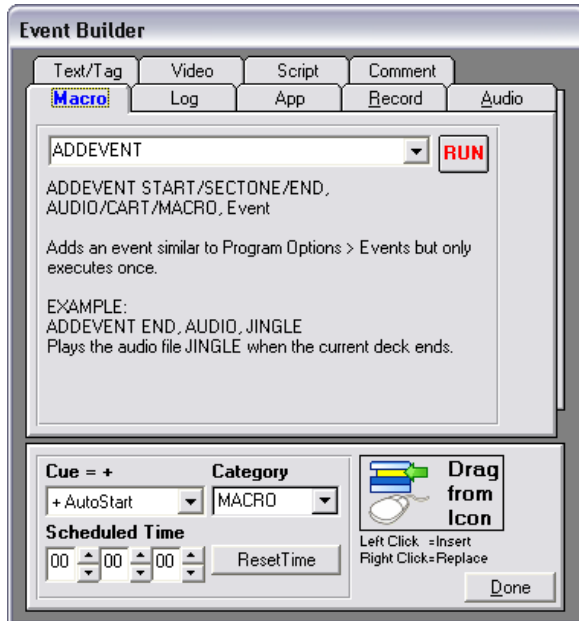 Event Builder
Text/Tag Video Script Comment
Macro Log App Record Audio
ADDEVENT RUN
ADDEVENT START/SECTONE/END,
AUDIO/CART/MACRO, Event
Adds an event similar to Program Options > Events but only
executes once.
EXAMPLE:
ADDEVENT END, AUDIO, JINGLE
Plays the audio file JINGLE when the current deck ends.
Cue = + Category
+ AutoStart MACRO
Scheduled Time
00 00 00 ResetTime
Drag
from
Icon
Left Click =Insert
Right Click=Replace
Done